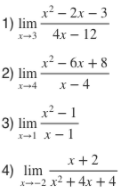 1) lim x→3 (x² − 2x − 3)/(4x − 12)
2) lim x→4 (x² − 6x + 8)/(x − 4)
3) lim x→1 (x² − 1)/(x − 1)
4) lim x→−2 (x + 2)/(x² + 4x + 4)